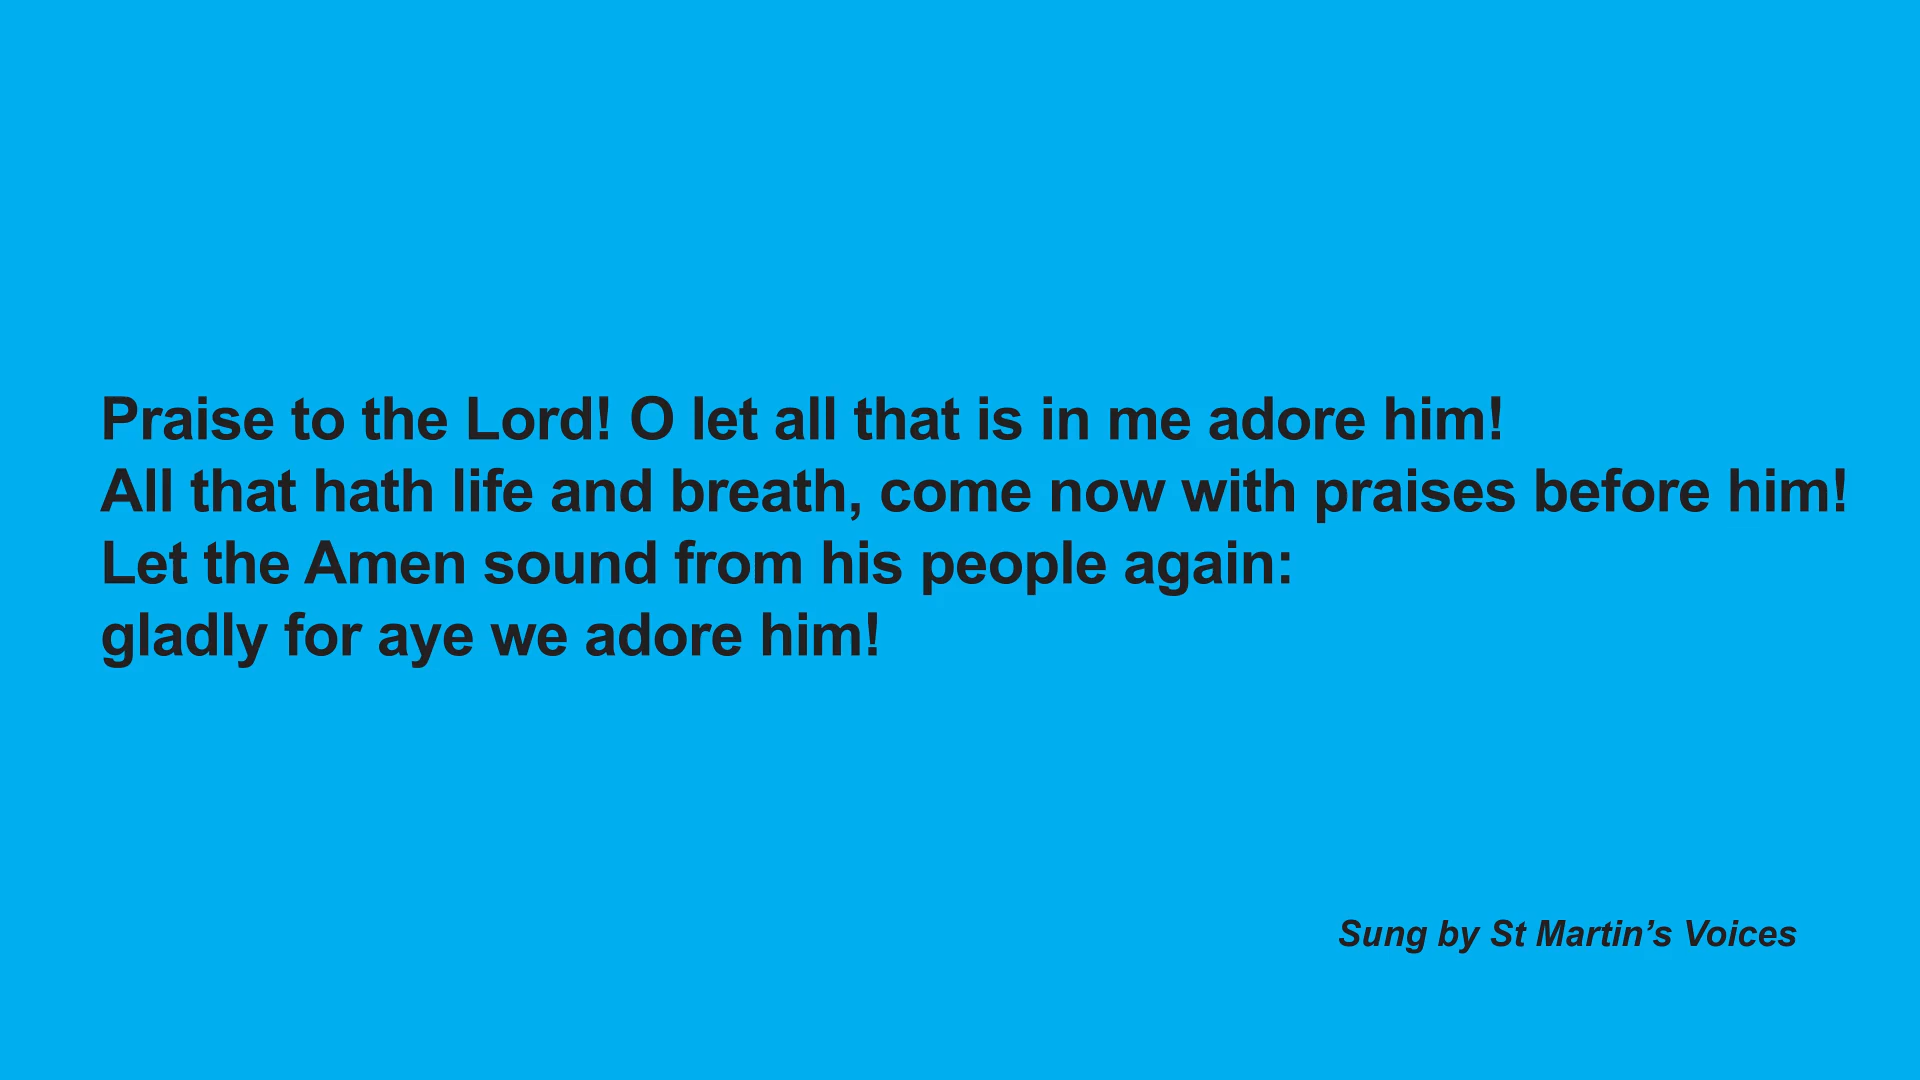 Praise to the Lord! O let all that is in me adore him!
All that hath life and breath, come now with praises before him!
Let the Amen sound from his people again:
gladly for aye we adore him!
Sung by St Martin’s Voices